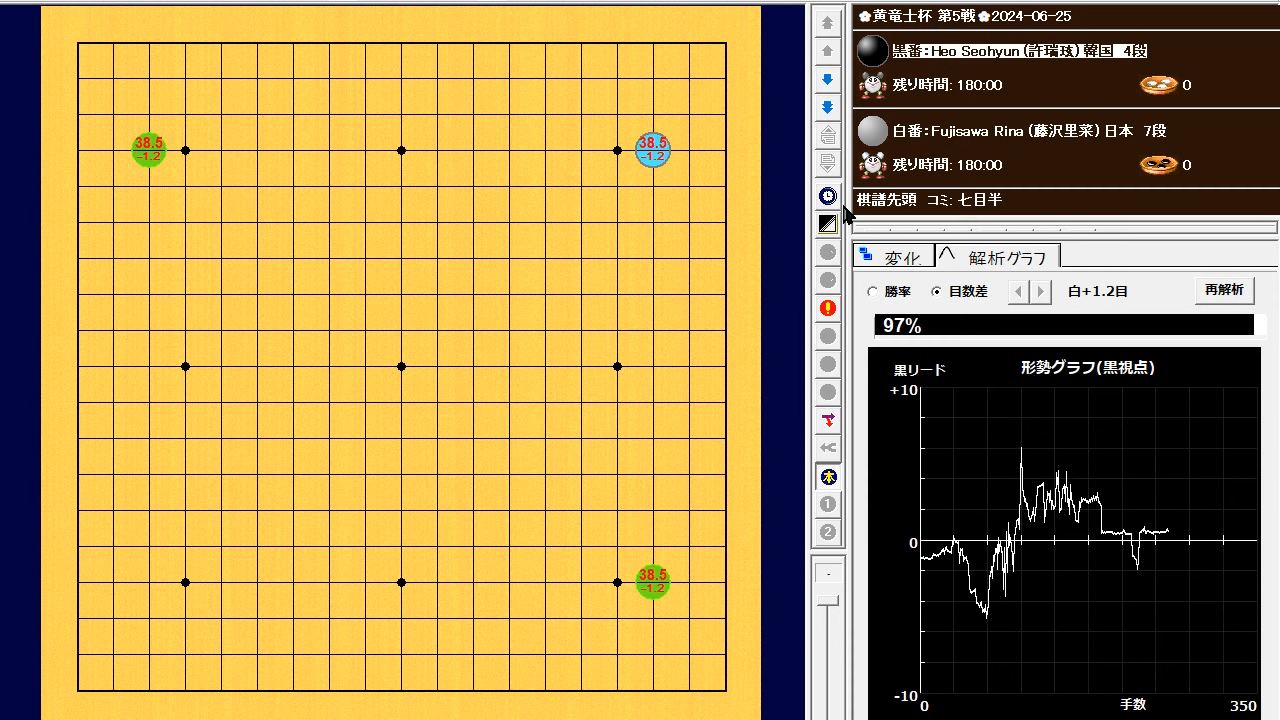 黄竜士杯 第5戦 2024-06-25
黒番:Heo Seohyun (許瑞玹) 韓国 4段
残り時間: 180:00
0
白番:Fujisawa Rina (藤沢里菜) 日本 7段
残り時間: 180:00
0
棋譜先頭 コミ: 七目半
変化
解析グラフ
勝率
目数差
白+1.2目
再解析
97%
黒リード
形勢グラフ(黒視点)
+10
0
-10
0
手数
350
38.5
-1.2
38.5
-1.2
38.5
-1.2
1
2
-